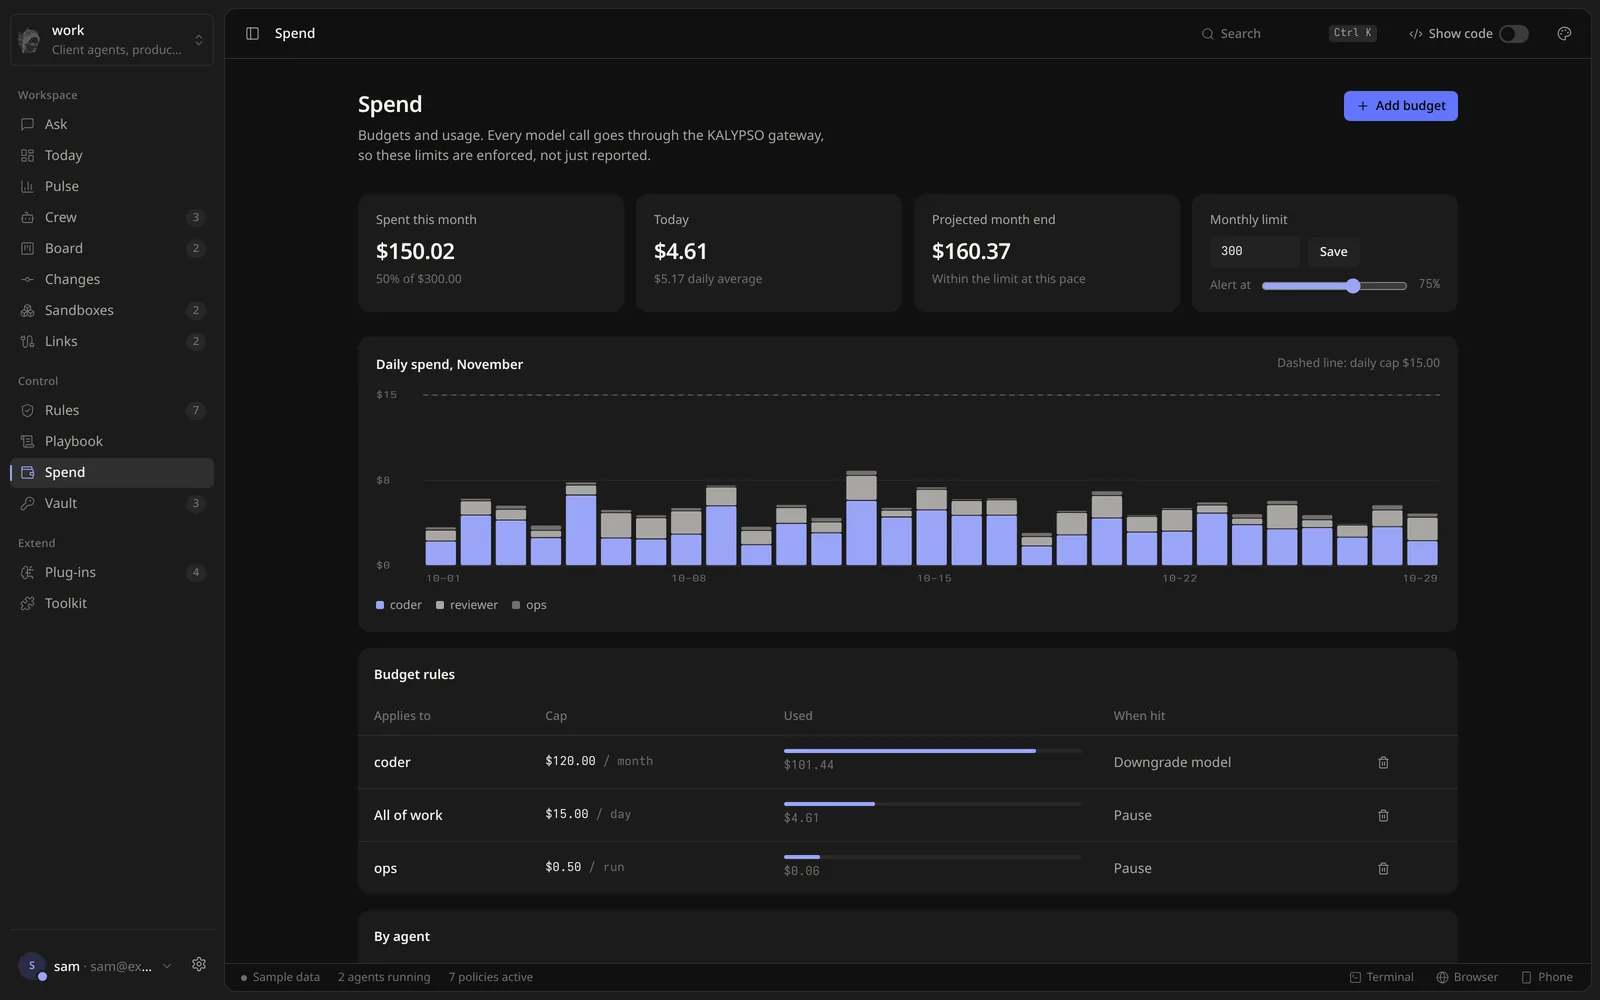 work
Client agents, produc...
Workspace
Ask
Today
Pulse
Crew 3
Board 2
Changes
Sandboxes 2
Links 2
Control
Rules 7
Playbook
Spend
Vault 3
Extend
Plug-ins 4
Toolkit
S sam · sam@ex...
Spend
Search Ctrl K
</> Show code
Spend
+ Add budget
Budgets and usage. Every model call goes through the KALYPSO gateway,
so these limits are enforced, not just reported.
Spent this month
$150.02
50% of $300.00
Today
$4.61
$5.17 daily average
Projected month end
$160.37
Within the limit at this pace
Monthly limit
300 Save
Alert at 75%
Daily spend, November
Dashed line: daily cap $15.00
$15
$8
$0
10-01 10-08 10-15 10-22 10-29
coder reviewer ops
Budget rules
Applies to Cap Used When hit
coder $120.00 / month $101.44 Downgrade model
All of work $15.00 / day $4.61 Pause
ops $0.50 / run $0.06 Pause
By agent
Sample data 2 agents running 7 policies active
Terminal Browser Phone